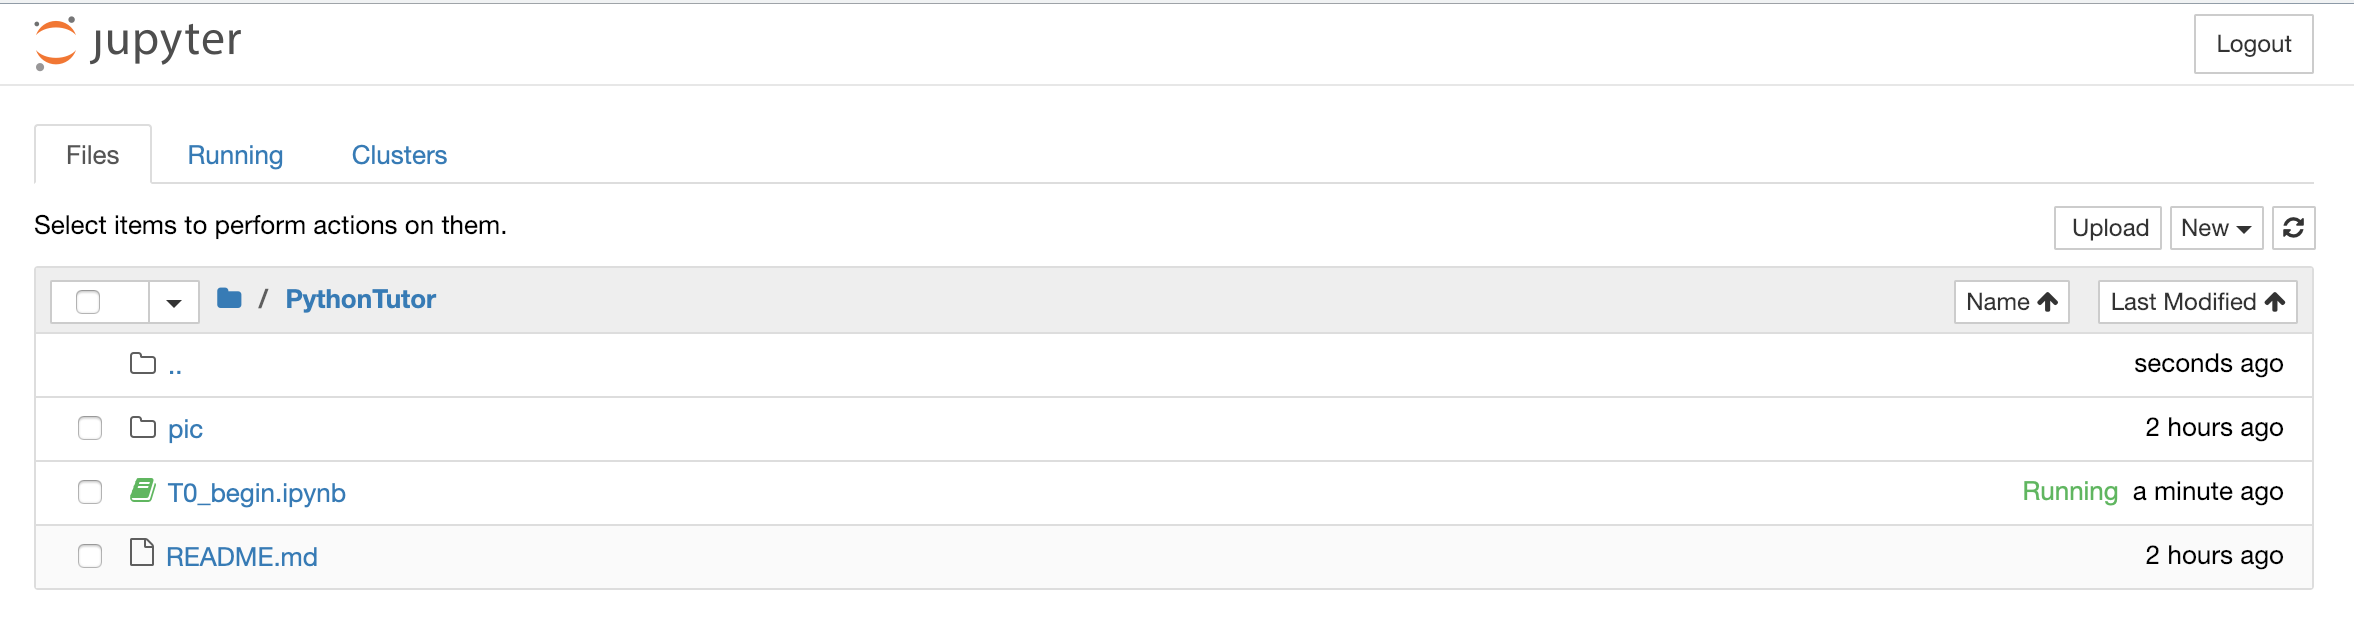 jupyter
Logout
Files Running Clusters
Select items to perform actions on them.
Upload New
/ PythonTutor
Name Last Modified
.. seconds ago
pic 2 hours ago
T0_begin.ipynb Running a minute ago
README.md 2 hours ago